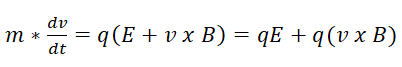 m * dv/dt = q(E + v x B) = qE + q(v x B)